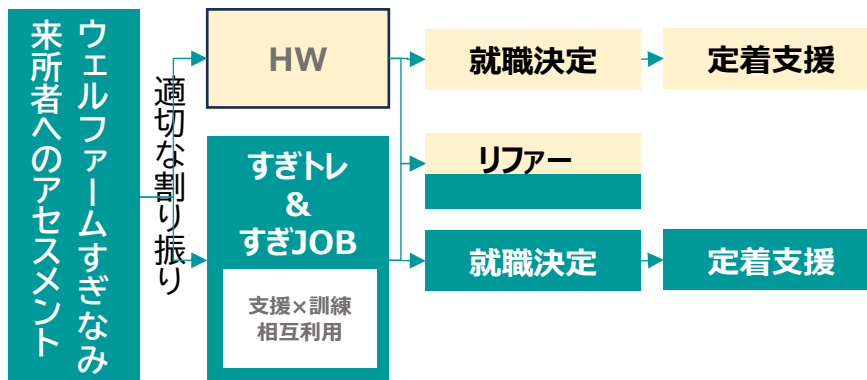 ウェルファームすぎなみ
来所者へのアセスメント
適切な割り振り
HW
就職決定
定着支援
リファー
すぎトレ
&
すぎJOB
支援×訓練
相互利用
就職決定
定着支援